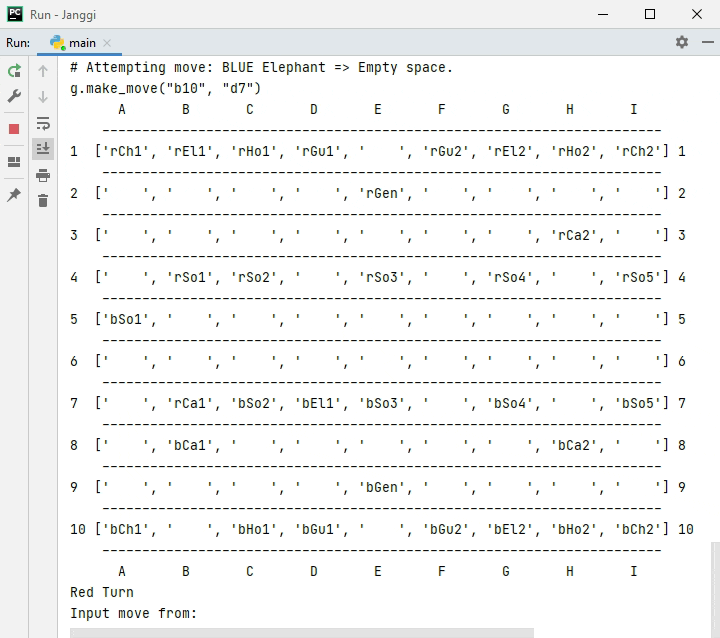 Run - Janggi
Run: main
# Attempting move: BLUE Elephant => Empty space.
g.make_move("b10", "d7")
      A       B       C       D       E       F       G       H       I
    ----------------------------------------------------------------------
1  ['rCh1', 'rEl1', 'rHo1', 'rGu1', '    ', 'rGu2', 'rEl2', 'rHo2', 'rCh2'] 1
    ----------------------------------------------------------------------
2  ['    ', '    ', '    ', '    ', 'rGen', '    ', '    ', '    ', '    '] 2
    ----------------------------------------------------------------------
3  ['    ', '    ', '    ', '    ', '    ', '    ', '    ', 'rCa2', '    '] 3
    ----------------------------------------------------------------------
4  ['    ', 'rSo1', 'rSo2', '    ', 'rSo3', '    ', 'rSo4', '    ', 'rSo5'] 4
    ----------------------------------------------------------------------
5  ['bSo1', '    ', '    ', '    ', '    ', '    ', '    ', '    ', '    '] 5
    ----------------------------------------------------------------------
6  ['    ', '    ', '    ', '    ', '    ', '    ', '    ', '    ', '    '] 6
    ----------------------------------------------------------------------
7  ['    ', 'rCa1', 'bSo2', 'bEl1', 'bSo3', '    ', 'bSo4', '    ', 'bSo5'] 7
    ----------------------------------------------------------------------
8  ['    ', 'bCa1', '    ', '    ', '    ', '    ', '    ', 'bCa2', '    '] 8
    ----------------------------------------------------------------------
9  ['    ', '    ', '    ', '    ', 'bGen', '    ', '    ', '    ', '    '] 9
    ----------------------------------------------------------------------
10 ['bCh1', '    ', 'bHo1', 'bGu1', '    ', 'bGu2', 'bEl2', 'bHo2', 'bCh2'] 10
    ----------------------------------------------------------------------
      A       B       C       D       E       F       G       H       I
Red Turn
Input move from: